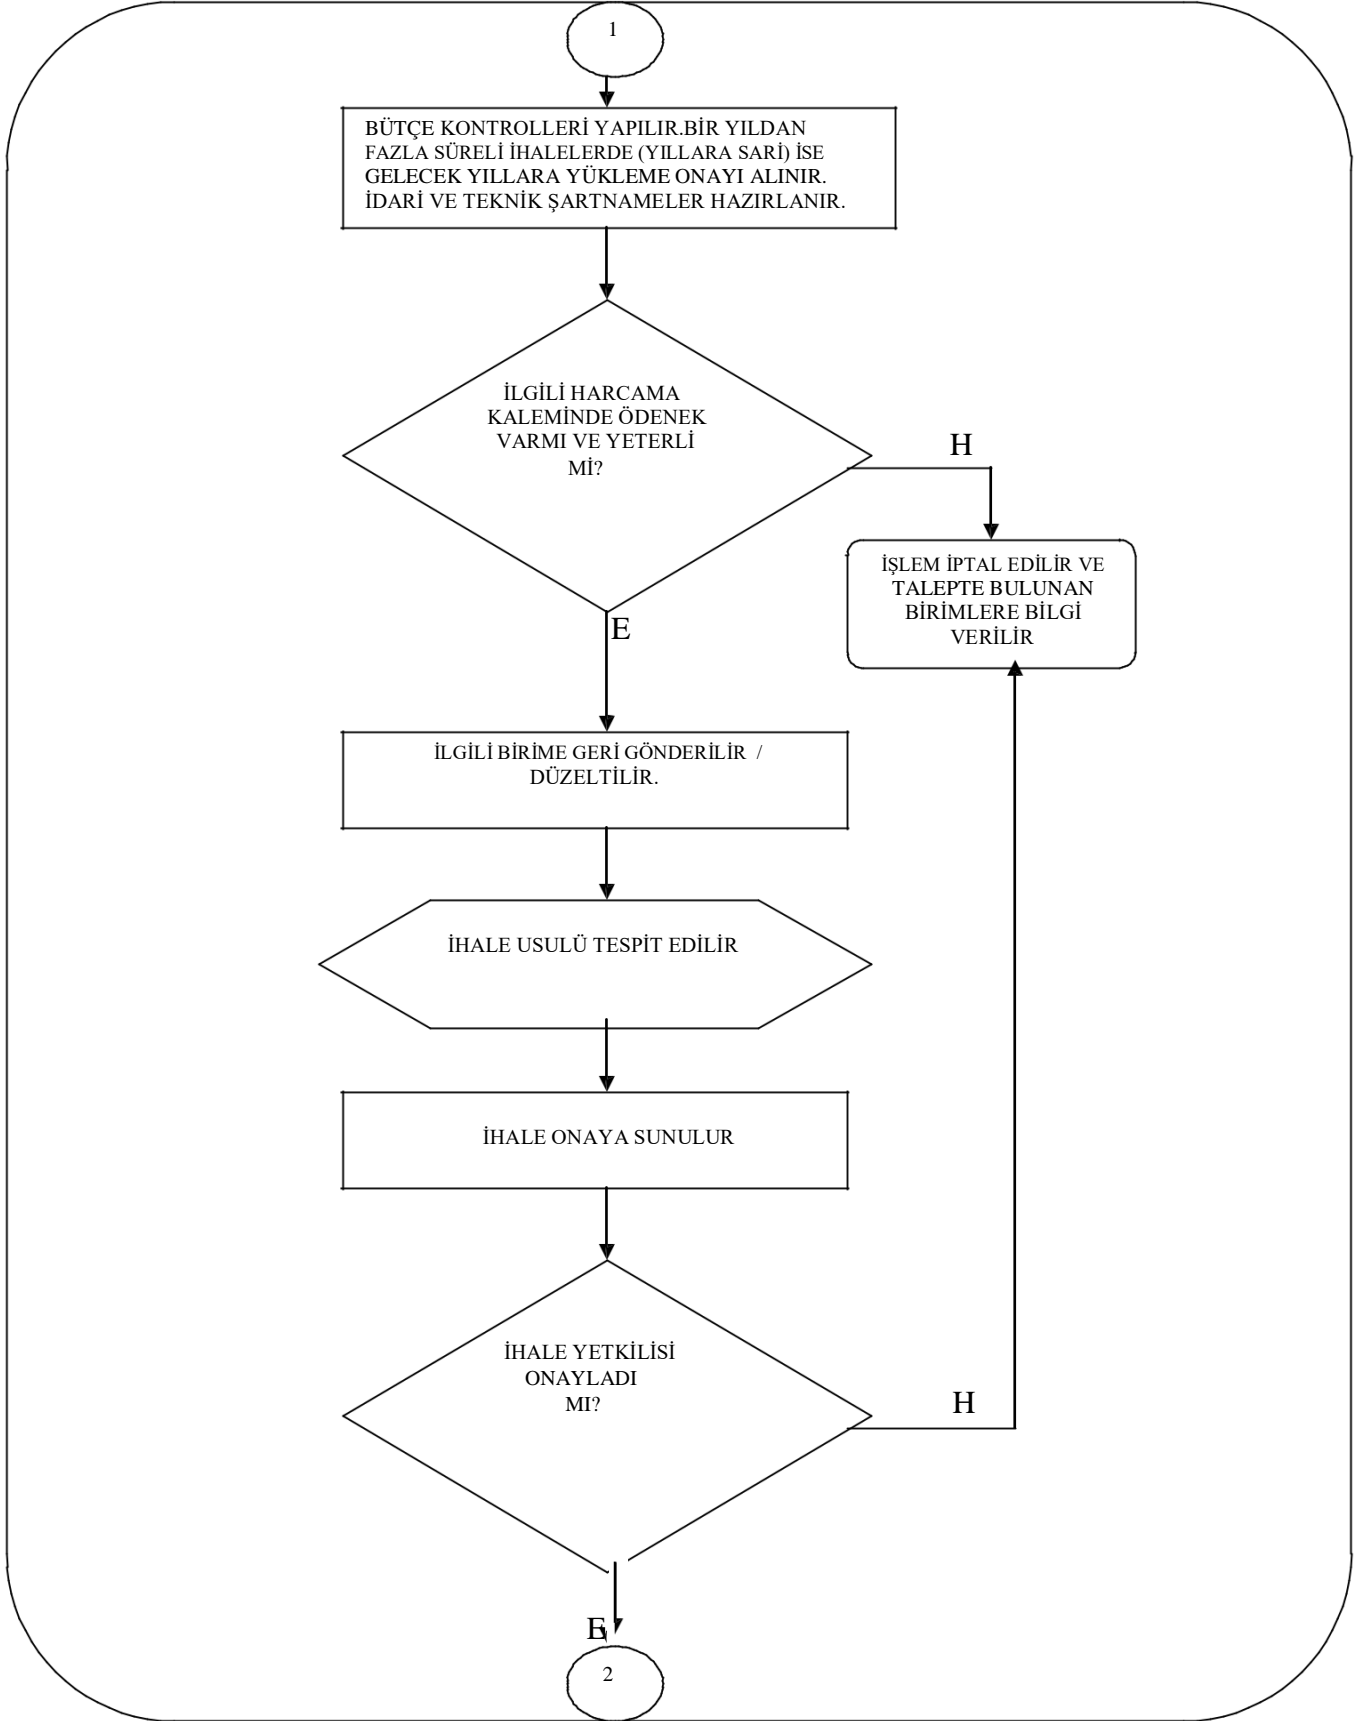 1
BÜTÇE KONTROLLERİ YAPILIR.BİR YILDAN
FAZLA SÜRELİ İHALELERDE (YILLARA SARİ) İSE
GELECEK YILLARA YÜKLEME ONAYI ALINIR.
İDARİ VE TEKNİK ŞARTNAMELER HAZIRLANIR.
İLGİLİ HARCAMA
KALEMİNDE ÖDENEK
VARMI VE YETERLİ
Mİ?
H
İŞLEM İPTAL EDİLİR VE
TALEPTE BULUNAN
BİRİMLERE BİLGİ
VERİLİR
E
İLGİLİ BİRİME GERİ GÖNDERİLİR /
DÜZELTİLİR.
İHALE USULÜ TESPİT EDİLİR
İHALE ONAYA SUNULUR
İHALE YETKİLİSİ
ONAYLADI
MI?
H
E
2